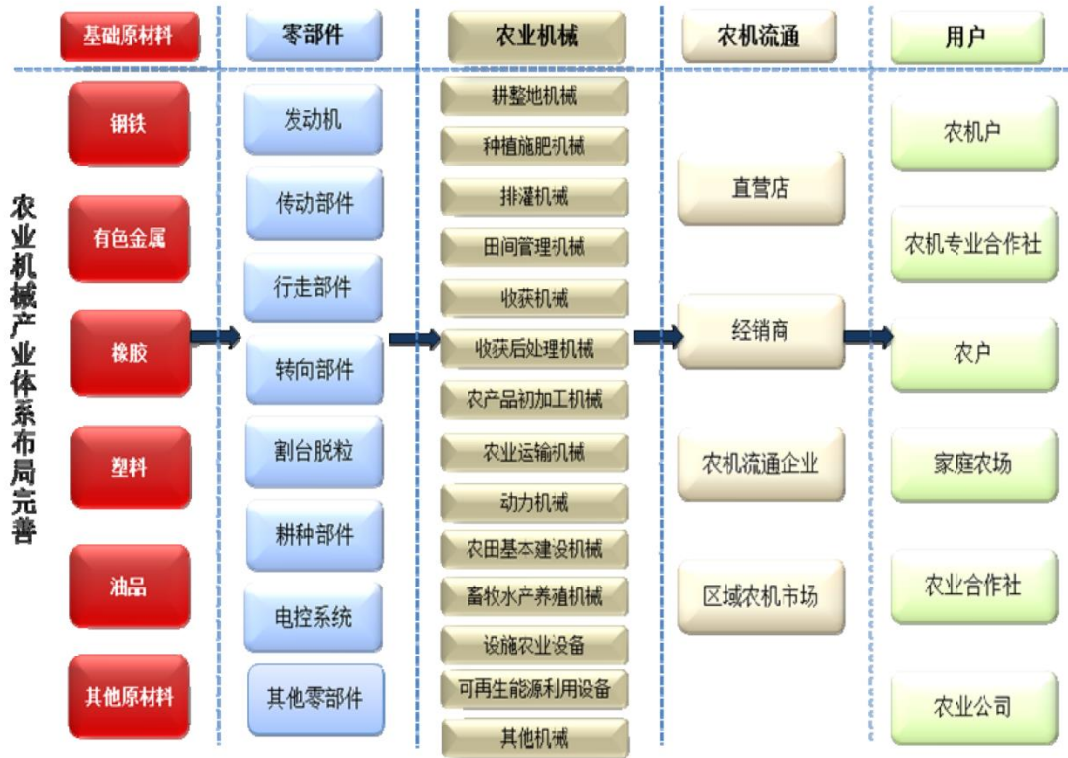 基础原材料
零部件
农业机械
农机流通
用户
农业机械产业体系布局完善
钢铁
有色金属
橡胶
塑料
油品
其他原材料
发动机
传动部件
行走部件
转向部件
割台脱粒
耕种部件
电控系统
其他零部件
耕整地机械
种植施肥机械
排灌机械
田间管理机械
收获机械
收获后处理机械
农产品初加工机械
农业运输机械
动力机械
农田基本建设机械
畜牧水产养殖机械
设施农业设备
可再生能源利用设备
其他机械
直营店
经销商
农机流通企业
区域农机市场
农机户
农机专业合作社
农户
家庭农场
农业合作社
农业公司